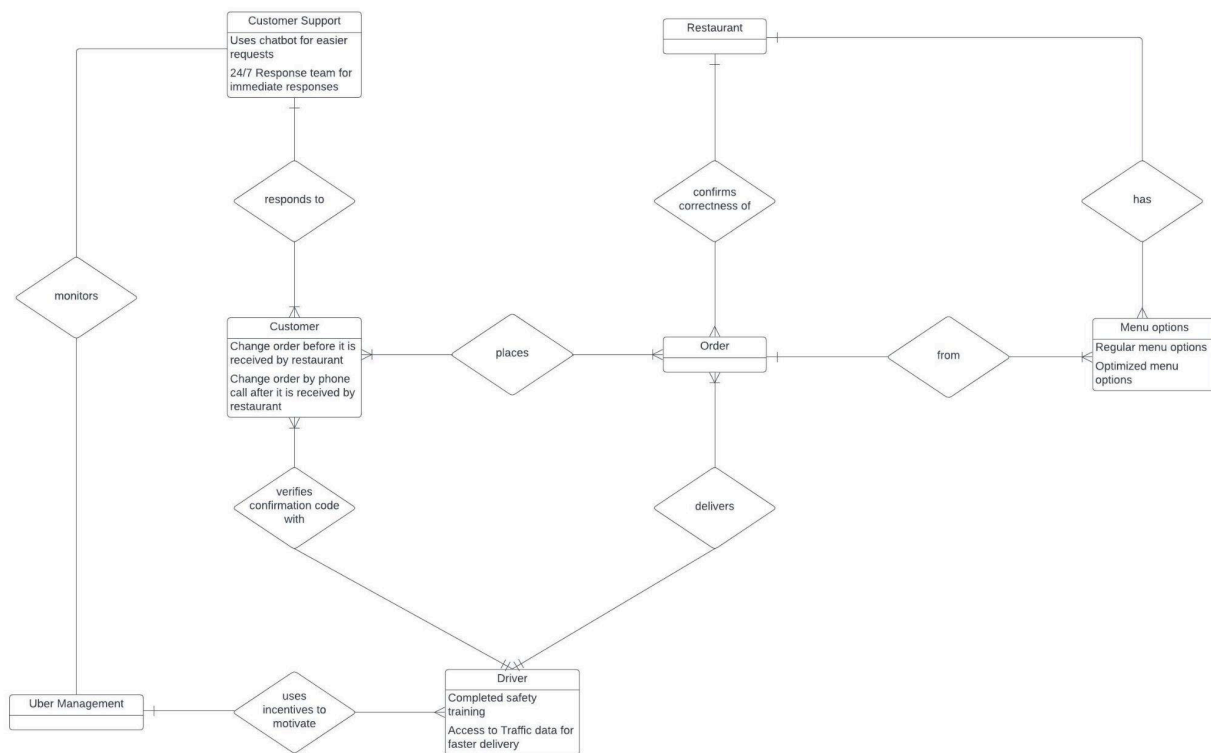 Customer Support
Uses chatbot for easier
requests
24/7 Response team for
immediate responses
Restaurant
responds to
confirms
correctness of
has
monitors
Customer
Change order before it is
received by restaurant
Change order by phone
call after it is received by
restaurant
places
Order
from
Menu options
Regular menu options
Optimized menu
options
verifies
confirmation code
with
delivers
Uber Management
uses
incentives to
motivate
Driver
Completed safety
training
Access to Traffic data for
faster delivery